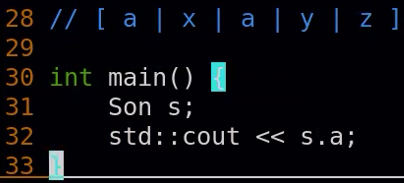 28 // [ a | x | a | y | z ]
29
30 int main() {
31     Son s;
32     std::cout << s.a;
33 }